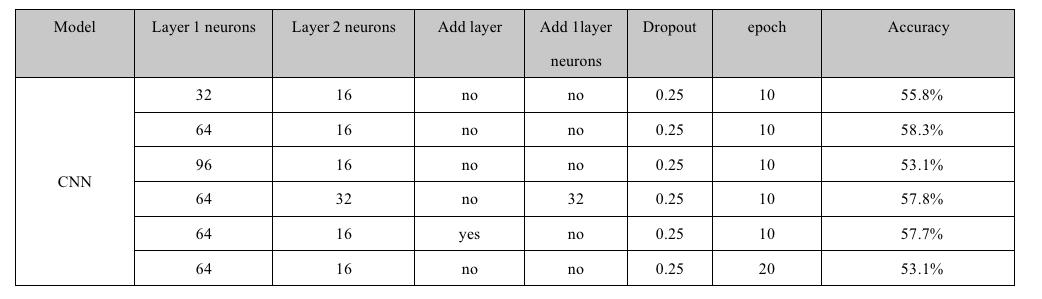 Model Layer 1 neurons Layer 2 neurons Add layer Add 1layer neurons Dropout epoch Accuracy
CNN
32 16 no no 0.25 10 55.8%
64 16 no no 0.25 10 58.3%
96 16 no no 0.25 10 53.1%
64 32 no 32 0.25 10 57.8%
64 16 yes no 0.25 10 57.7%
64 16 no no 0.25 20 53.1%